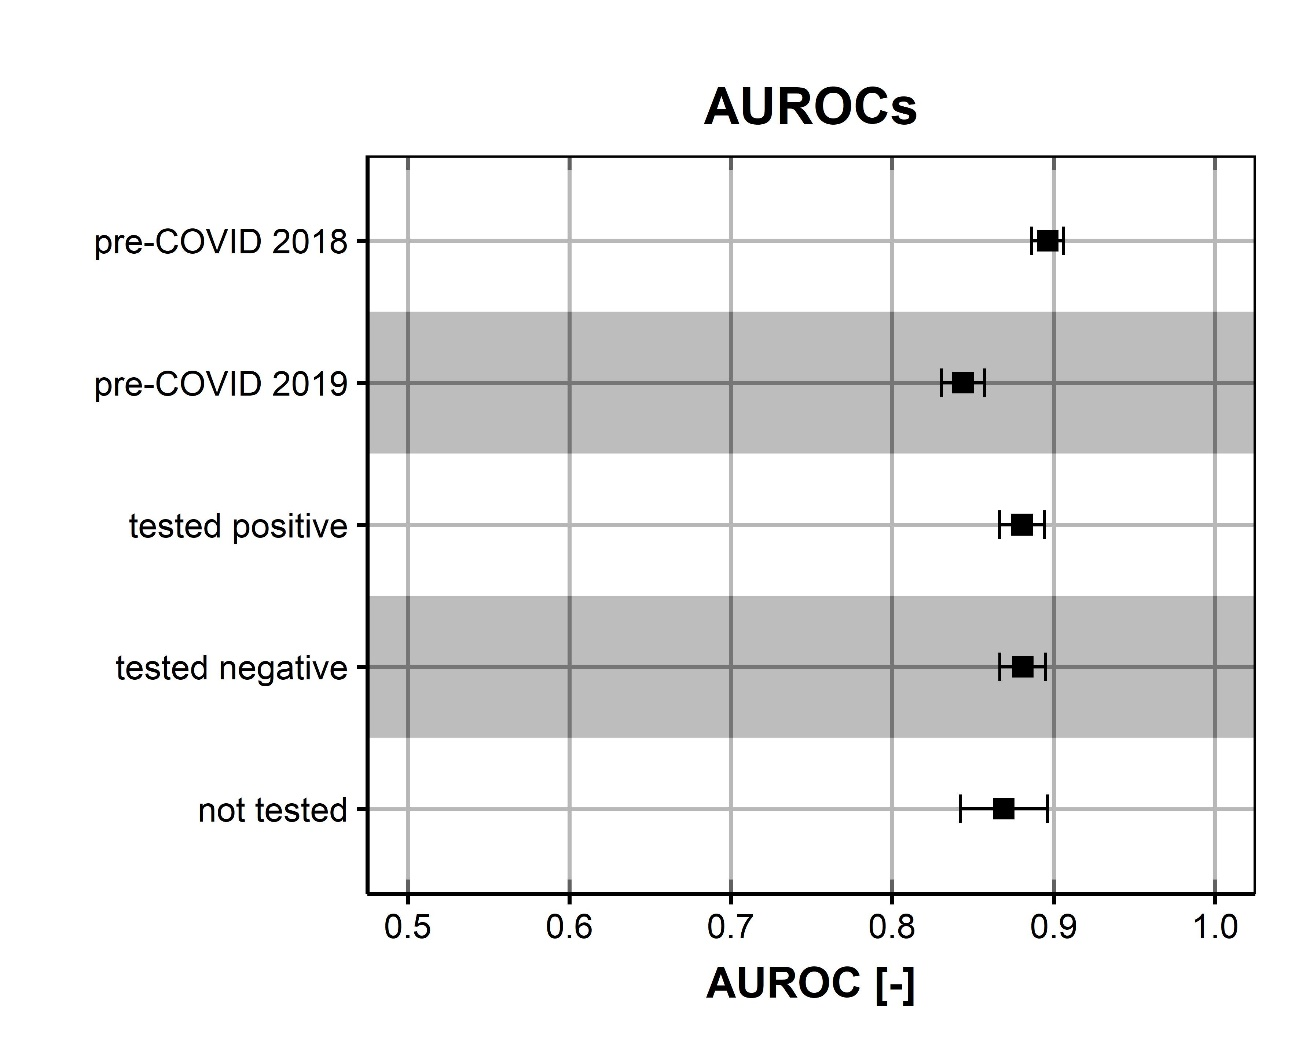 AUROCs
pre-COVID 2018
pre-COVID 2019
tested positive
tested negative
not tested
0.5 0.6 0.7 0.8 0.9 1.0
AUROC [-]